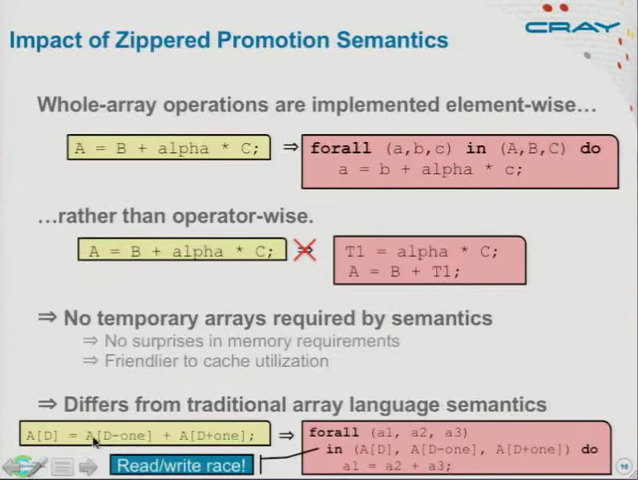 CRAY
Impact of Zippered Promotion Semantics
Whole-array operations are implemented element-wise…
A = B + alpha * C; ⇒ forall (a,b,c) in (A,B,C) do
a = b + alpha * c;
…rather than operator-wise.
A = B + alpha * C; ⇒ T1 = alpha * C;
A = B + T1;
⇒ No temporary arrays required by semantics
⇒ No surprises in memory requirements
⇒ Friendlier to cache utilization
⇒ Differs from traditional array language semantics
A[D] = A[D-one] + A[D+one]; ⇒ forall (a1, a2, a3)
in (A[D], A[D-one], A[D+one]) do
Read/write race! a1 = a2 + a3;